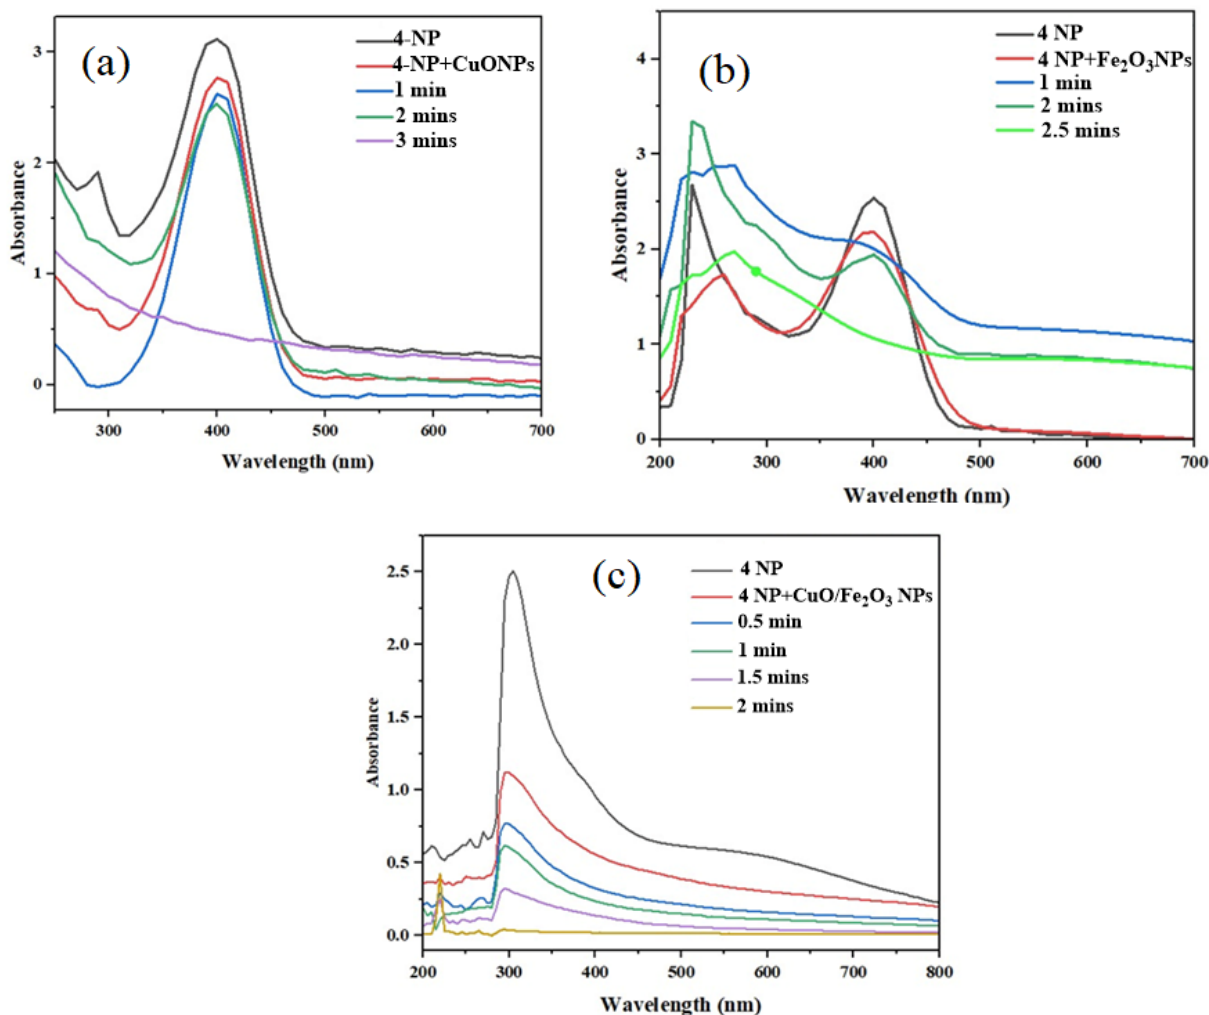 (a)
4-NP
4-NP+CuONPs
1 min
2 mins
3 mins
3
2
1
0
Absorbance
300 400 500 600 700
Wavelength (nm)
(b)
4 NP
4 NP+Fe₂O₃NPs
1 min
2 mins
2.5 mins
4
3
2
1
0
Absorbance
200 300 400 500 600 700
Wavelength (nm)
(c)
4 NP
4 NP+CuO/Fe₂O₃ NPs
0.5 min
1 min
1.5 mins
2 mins
2.5
2.0
1.5
1.0
0.5
0.0
Absorbance
200 300 400 500 600 700 800
Wavelength (nm)